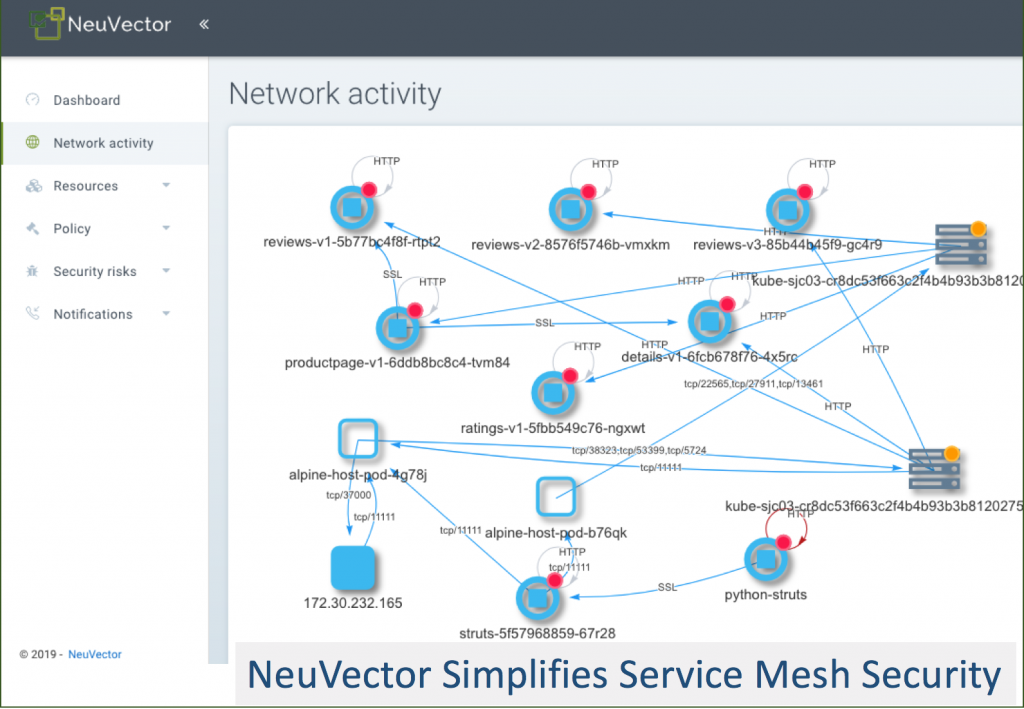 NeuVector «
Dashboard
Network activity
Resources
Policy
Security risks
Notifications
© 2019 - NeuVector
Network activity
HTTP
HTTP
HTTP
reviews-v1-5b77bc4f8f-rtpt2
reviews-v2-8576f5746b-vmxkm
HTTP
reviews-v3-85b44b45f9-gc4r9
SSL
HTTP
HTTP
HTTP
kube-sjc03-cr8dc53f663c2f4b4b93b3b8120
SSL
HTTP
HTTP
HTTP
HTTP
productpage-v1-6ddb8bc8c4-tvm84
details-v1-6fcb678f76-4x5rc
tcp/22565,tcp/27911,tcp/13461
HTTP
ratings-v1-5fbb549c76-ngxwt
tcp/38323,tcp/53399,tcp/5724
tcp/11111
alpine-host-pod-4g78j
tcp/37000
tcp/11111
kube-sjc03-cr8dc53f663c2f4b4b93b3b8120275
HTTP
tcp/11111
alpine-host-pod-b76qk
HTTP
tcp/11111
SSL
python-struts
172.30.232.165
struts-5f57968859-67r28
NeuVector Simplifies Service Mesh Security